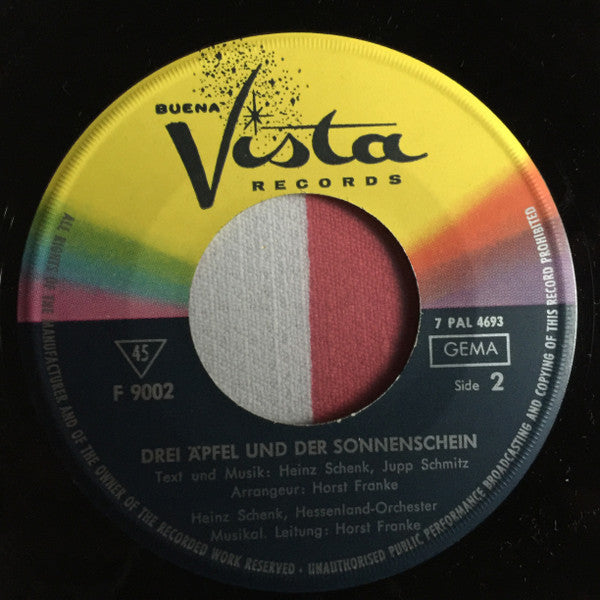 BUENA
Vista
RECORDS
45
F 9002
7 PAL 4693
GEMA
Side 2
DREI ÄPFEL UND DER SONNENSCHEIN
Text und Musik: Heinz Schenk, Jupp Schmitz
Arrangeur: Horst Franke
Heinz Schenk, Hessenland-Orchester
Musikal. Leitung: Horst Franke
ALL RIGHTS OF THE MANUFACTURER AND OF THE OWNER OF THE RECORDED WORK RESERVED · UNAUTHORISED PUBLIC PERFORMANCE BROADCASTING AND COPYING OF THIS RECORD PROHIBITED